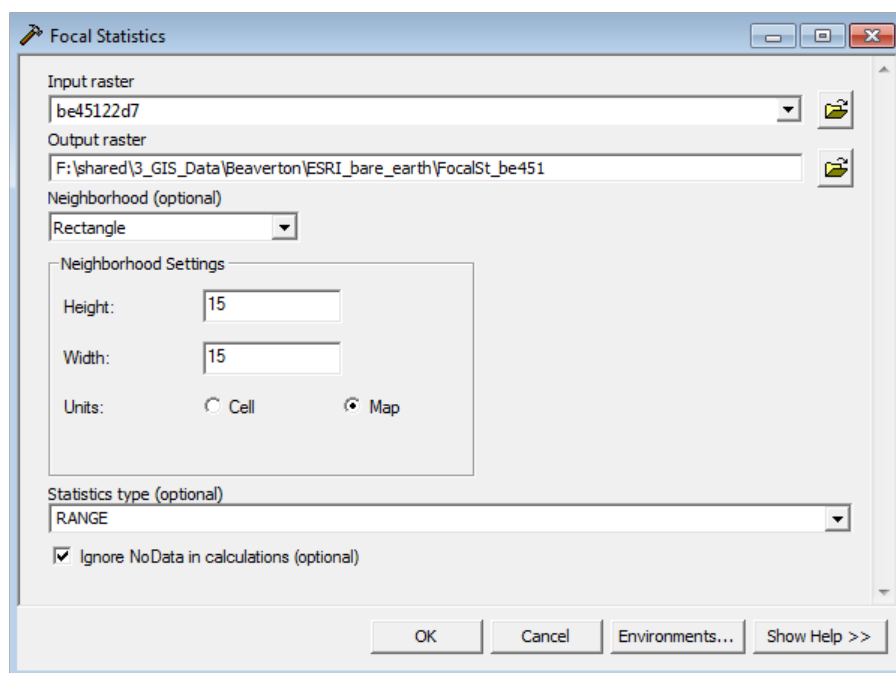 Focal Statistics
Input raster
be45122d7
Output raster
F:\shared\3_GIS_Data\Beaverton\ESRI_bare_earth\FocalSt_be451
Neighborhood (optional)
Rectangle
Neighborhood Settings
Height: 15
Width: 15
Units: Cell Map
Statistics type (optional)
RANGE
Ignore NoData in calculations (optional)
OK Cancel Environments... Show Help >>